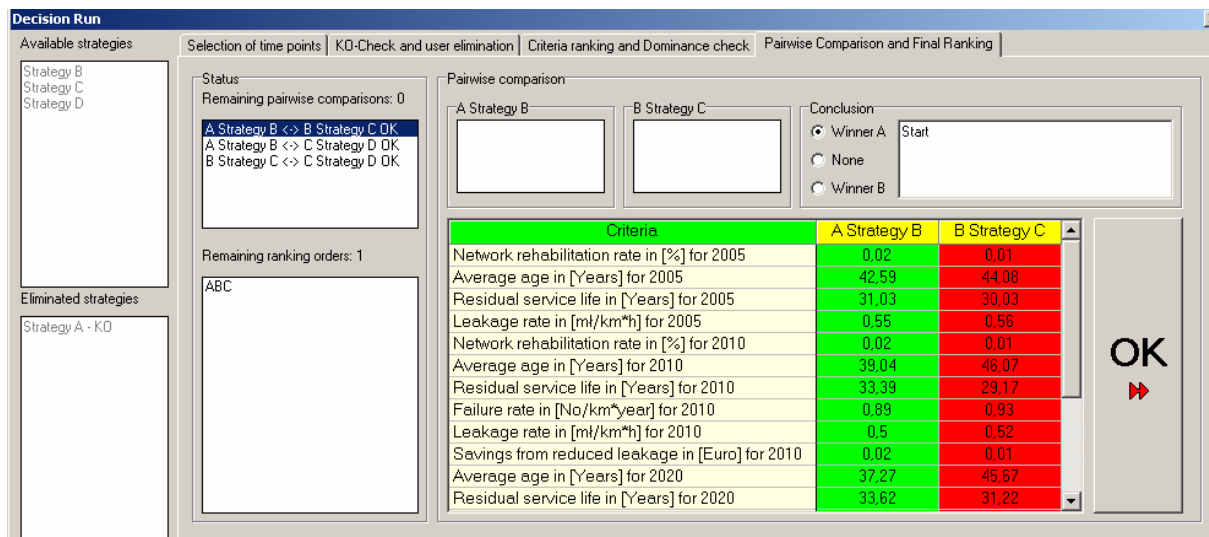 Decision Run
Available strategies
Strategy B
Strategy C
Strategy D
Eliminated strategies
Strategy A - KO
Selection of time points KO-Check and user elimination Criteria ranking and Dominance check Pairwise Comparison and Final Ranking
Status
Remaining pairwise comparisons: 0
A Strategy B <-> B Strategy C OK
A Strategy B <-> C Strategy D OK
B Strategy C <-> C Strategy D OK
Remaining ranking orders: 1
ABC
Pairwise comparison
A Strategy B
B Strategy C
Conclusion
Winner A
None
Winner B
Start
Criteria A Strategy B B Strategy C
Network rehabilitation rate in [%] for 2005 0,02 0,01
Average age in [Years] for 2005 42,59 44,08
Residual service life in [Years] for 2005 31,03 30,03
Leakage rate in [mł/km*h] for 2005 0,55 0,56
Network rehabilitation rate in [%] for 2010 0,02 0,01
Average age in [Years] for 2010 39,04 46,07
Residual service life in [Years] for 2010 33,39 29,17
Failure rate in [No/km*year] for 2010 0,89 0,93
Leakage rate in [mł/km*h] for 2010 0,5 0,52
Savings from reduced leakage in [Euro] for 2010 0,02 0,01
Average age in [Years] for 2020 37,27 45,67
Residual service life in [Years] for 2020 33,62 31,22
OK